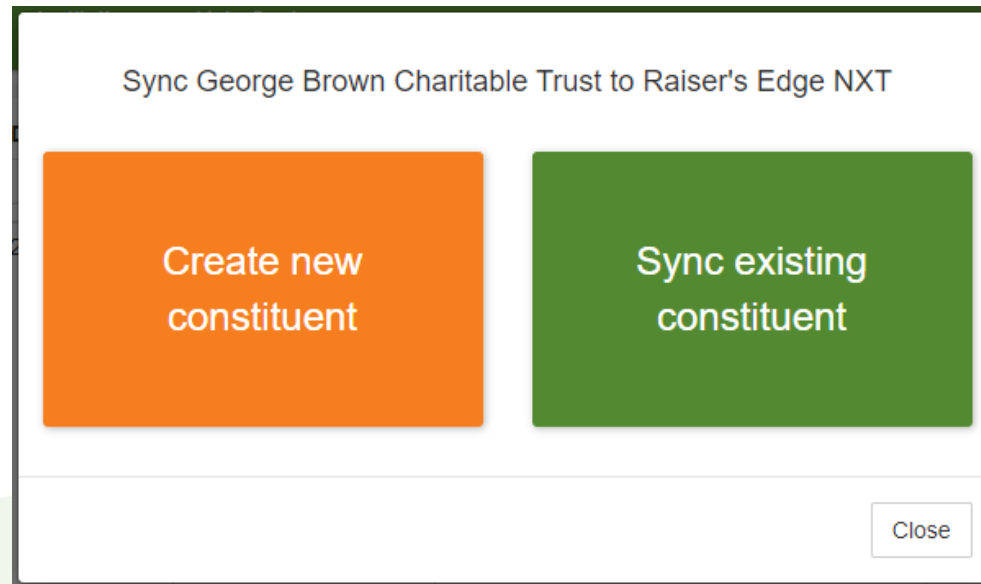 Sync George Brown Charitable Trust to Raiser's Edge NXT
Create new
constituent
Sync existing
constituent
Close